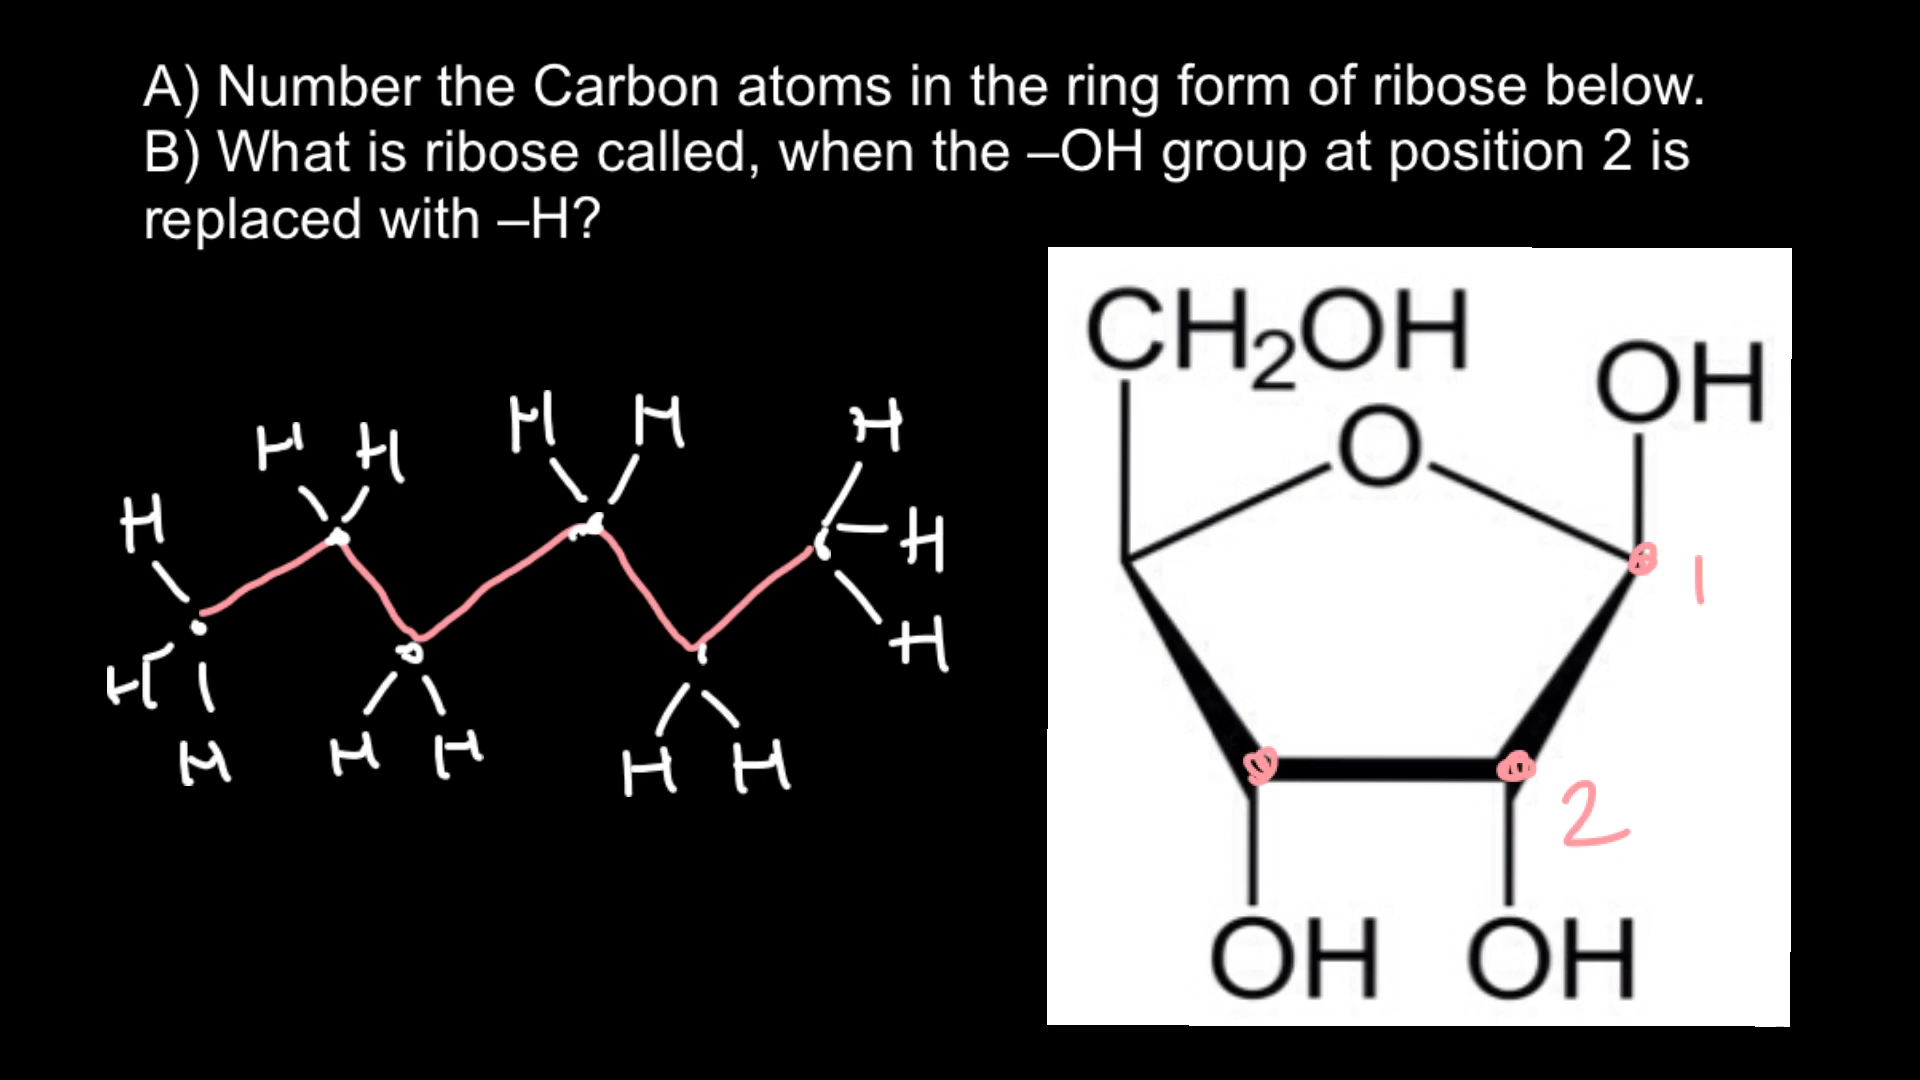 A) Number the Carbon atoms in the ring form of ribose below.
B) What is ribose called, when the –OH group at position 2 is
replaced with –H?
CH₂OH
OH
O
H H
H H
H
H
H
1
H
H
H
H
H H
H H
2
OH OH